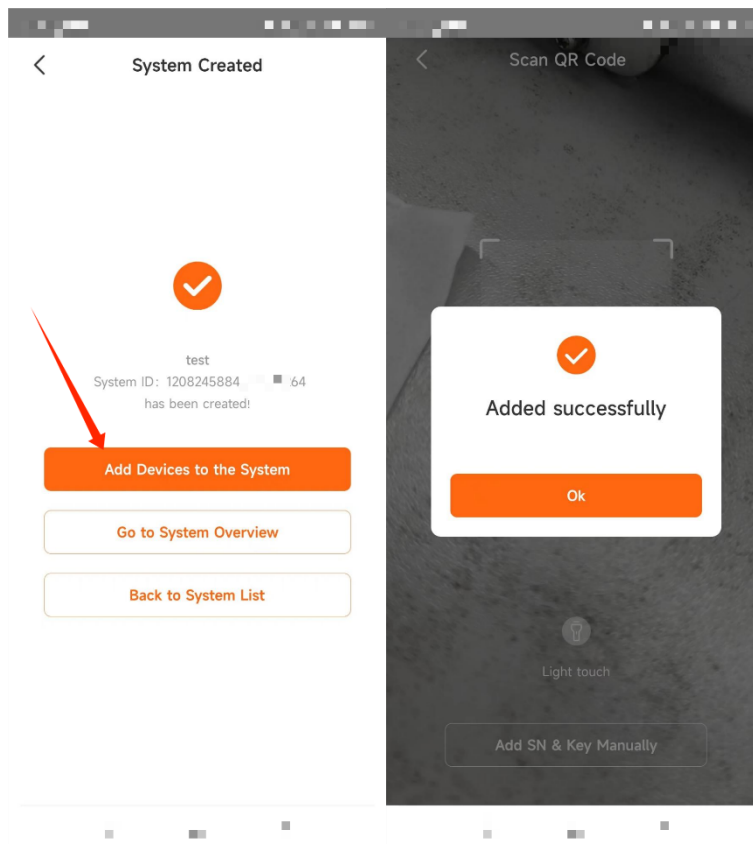 System Created
test
System ID: 1208245884 64
has been created!
Add Devices to the System
Go to System Overview
Back to System List
Scan QR Code
Added successfully
Ok
Light touch
Add SN & Key Manually